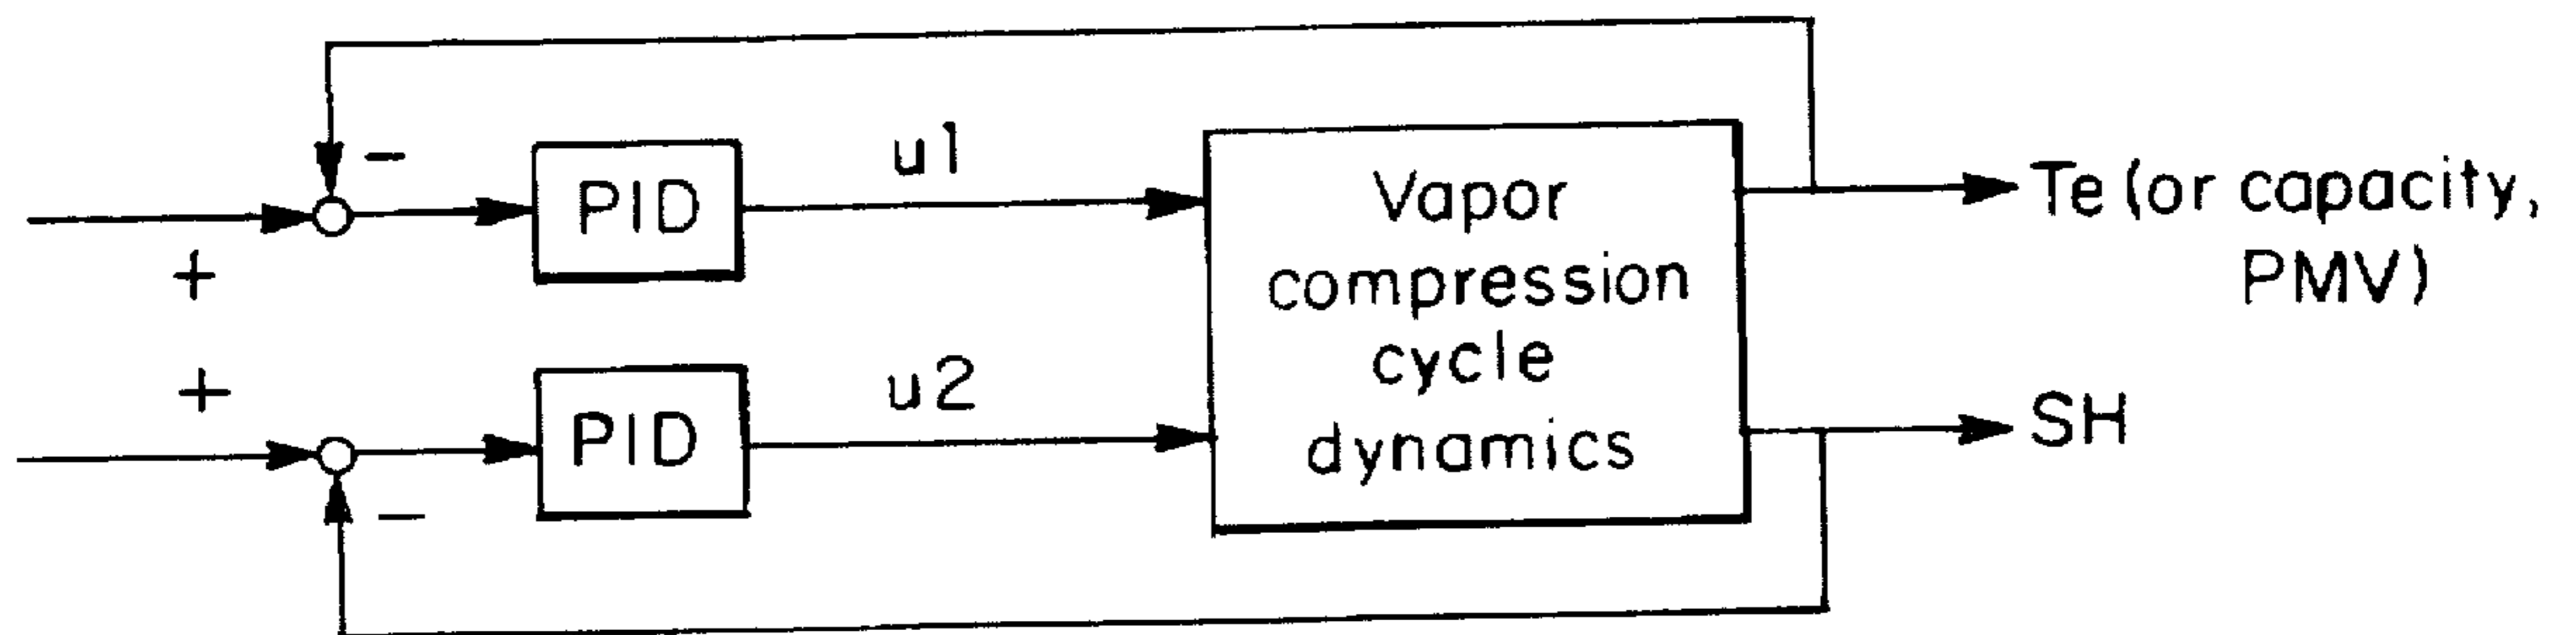 −
PID
u1
+
Vapor
compression
cycle
dynamics
Te (or capacity,
PMV)
+
PID
u2
−
SH